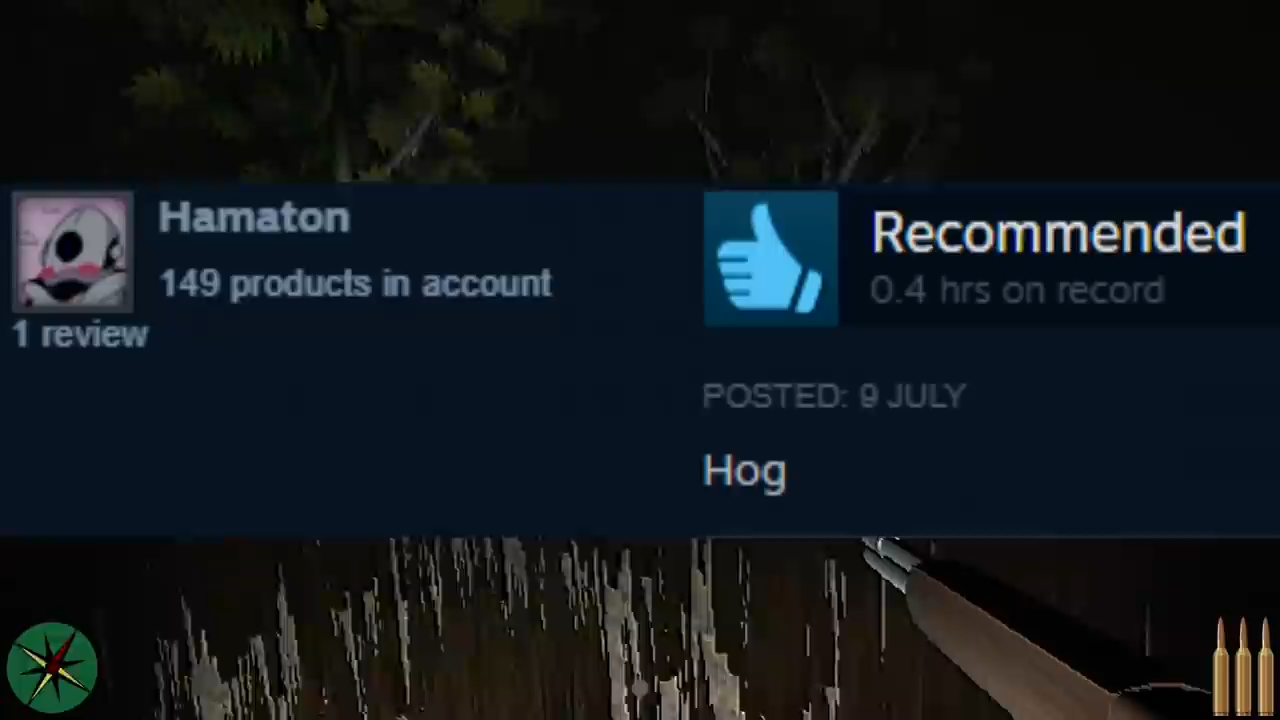 Hamaton
149 products in account
1 review
Recommended
0.4 hrs on record
POSTED: 9 JULY
Hog